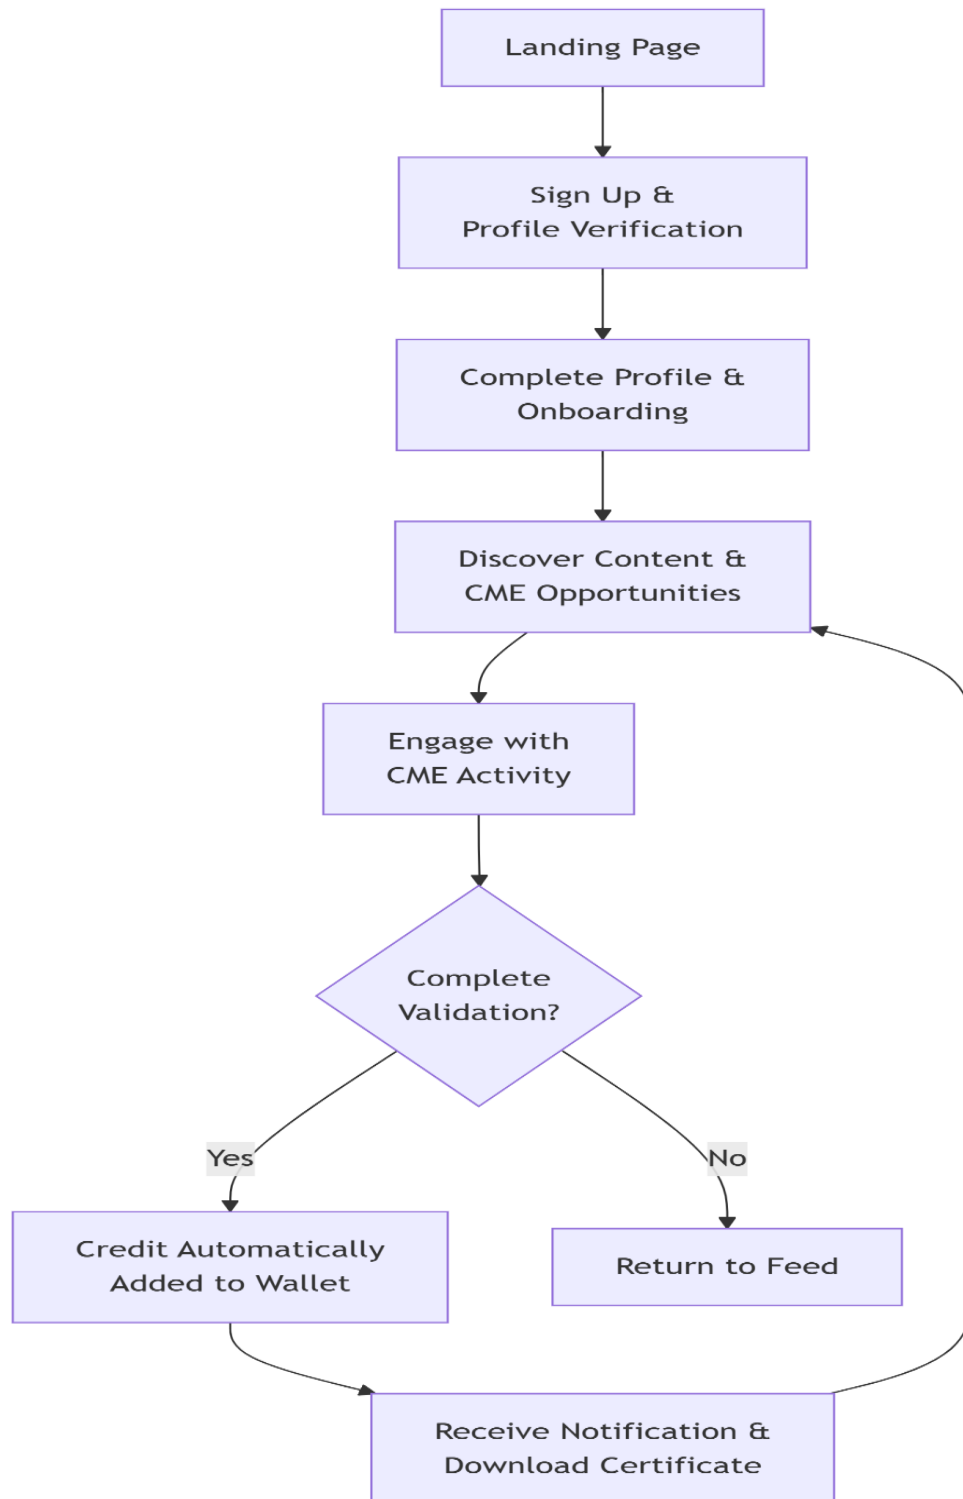 Landing Page
Sign Up &
Profile Verification
Complete Profile &
Onboarding
Discover Content &
CME Opportunities
Engage with
CME Activity
Complete
Validation?
Yes
No
Credit Automatically
Added to Wallet
Return to Feed
Receive Notification &
Download Certificate